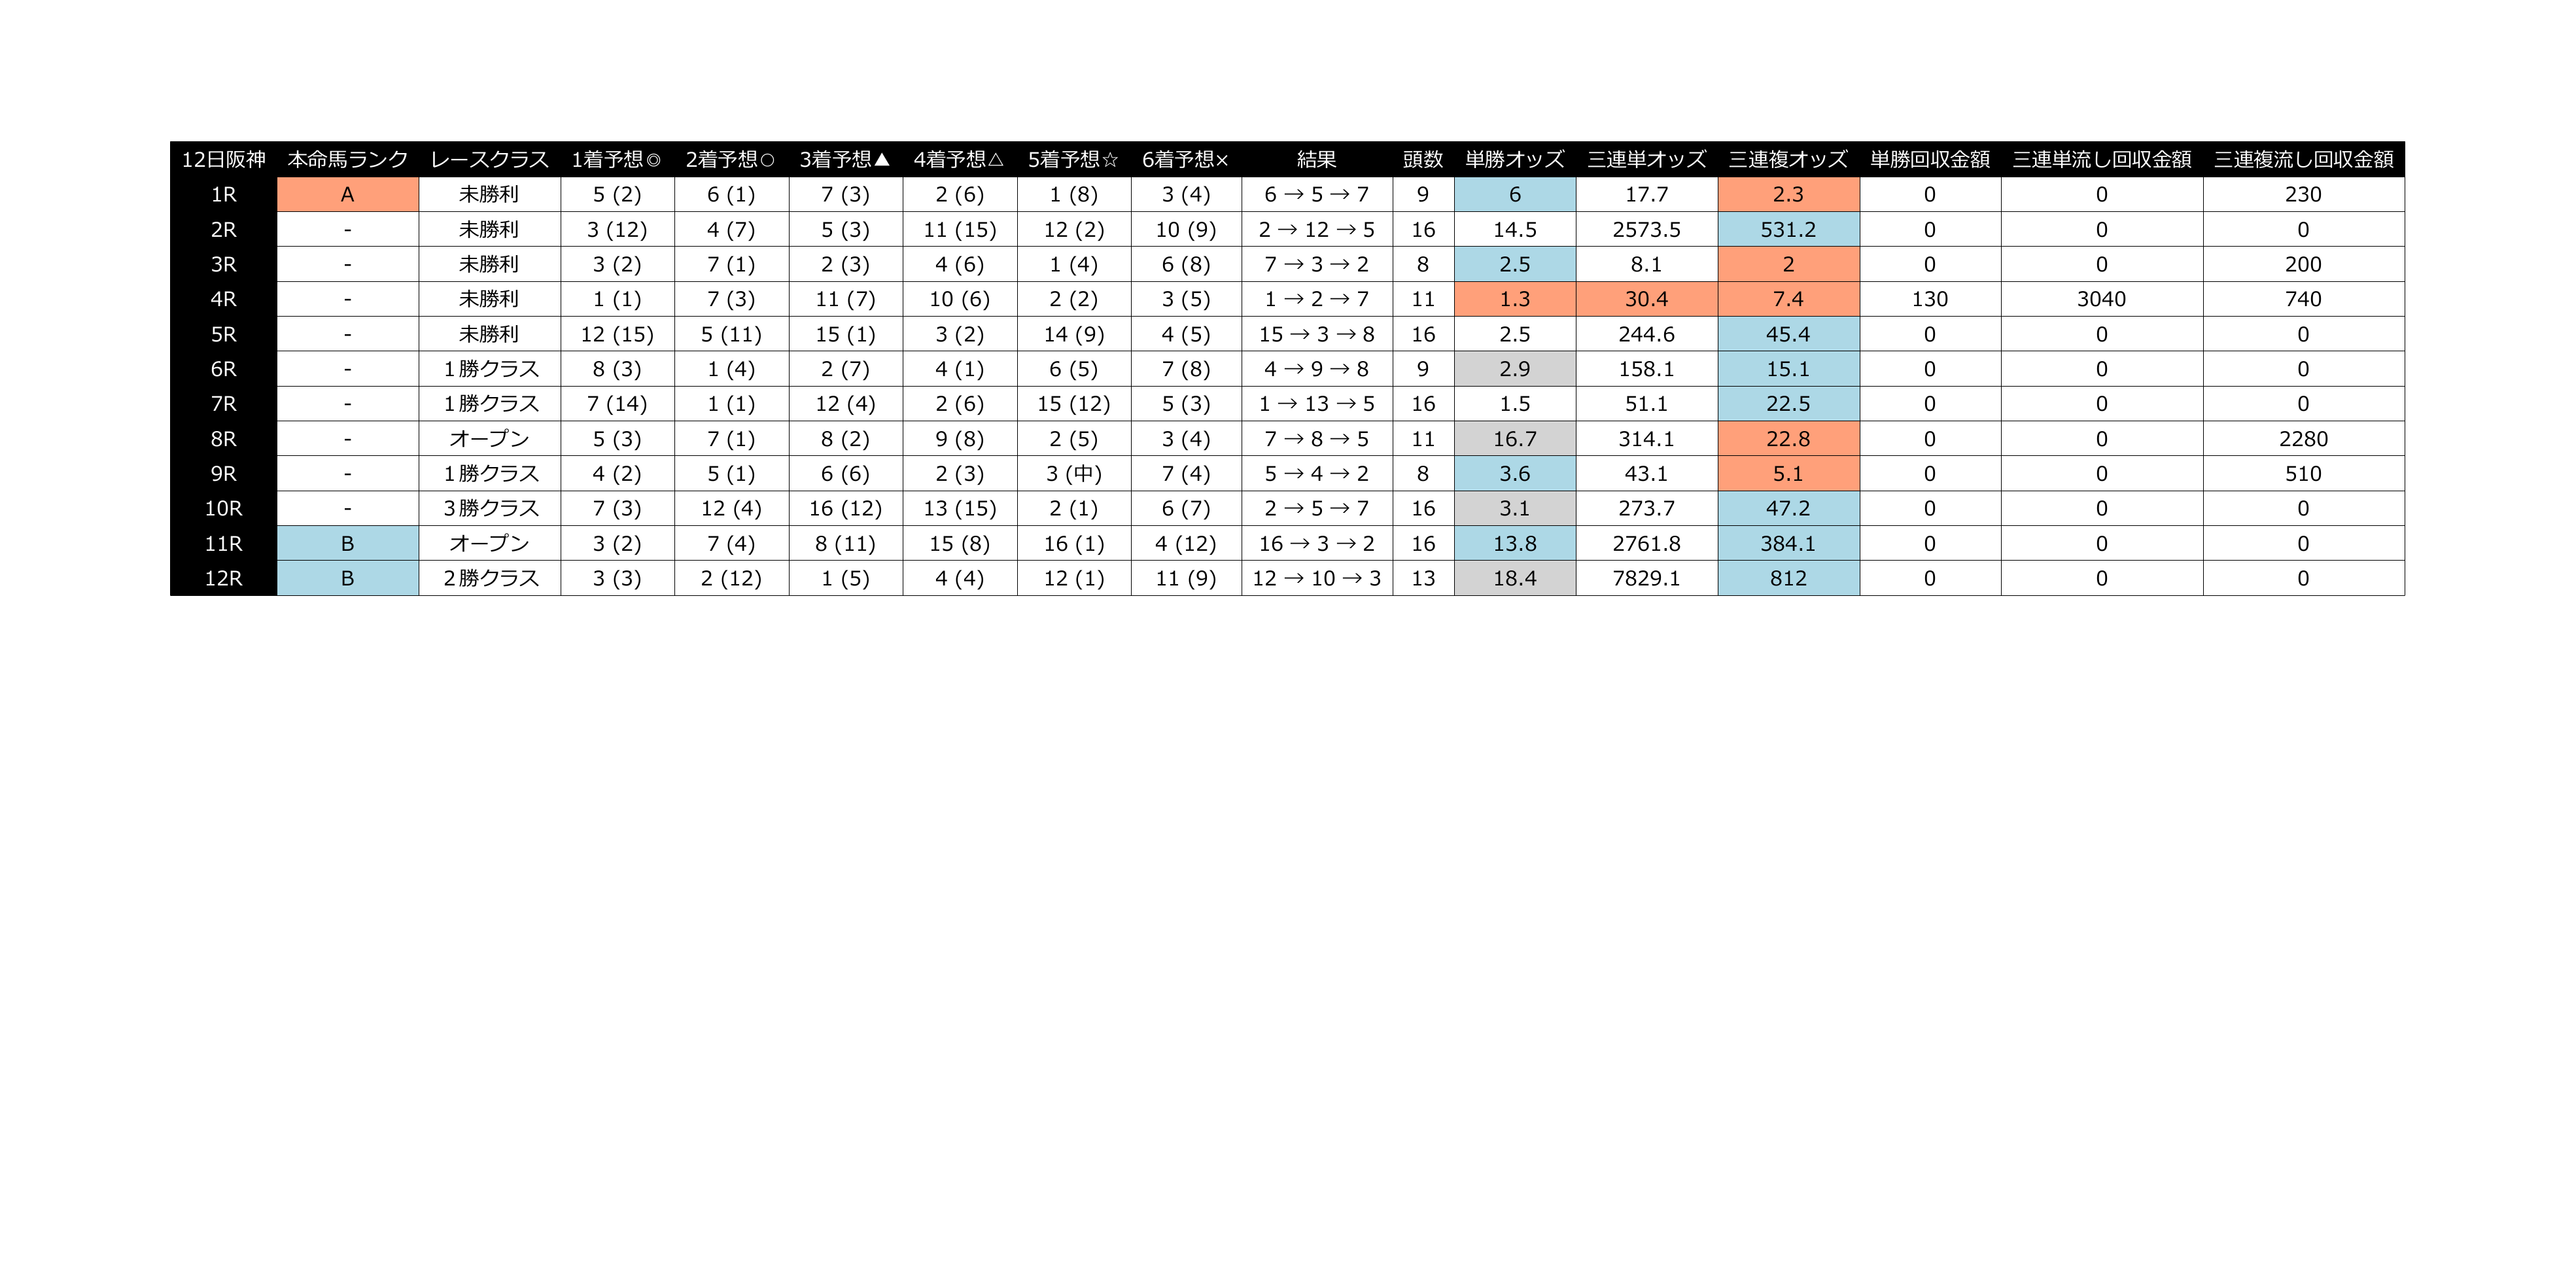 12日阪神 本命馬ランク レースクラス 1着予想◎ 2着予想○ 3着予想▲ 4着予想△ 5着予想☆ 6着予想× 結果 頭数 単勝オッズ 三連単オッズ 三連複オッズ 単勝回収金額 三連単流し回収金額 三連複流し回収金額
1R A 未勝利 5 (2) 6 (1) 7 (3) 2 (6) 1 (8) 3 (4) 6 → 5 → 7 9 6 17.7 2.3 0 0 230
2R - 未勝利 3 (12) 4 (7) 5 (3) 11 (15) 12 (2) 10 (9) 2 → 12 → 5 16 14.5 2573.5 531.2 0 0 0
3R - 未勝利 3 (2) 7 (1) 2 (3) 4 (6) 1 (4) 6 (8) 7 → 3 → 2 8 2.5 8.1 2 0 0 200
4R - 未勝利 1 (1) 7 (3) 11 (7) 10 (6) 2 (2) 3 (5) 1 → 2 → 7 11 1.3 30.4 7.4 130 3040 740
5R - 未勝利 12 (15) 5 (11) 15 (1) 3 (2) 14 (9) 4 (5) 15 → 3 → 8 16 2.5 244.6 45.4 0 0 0
6R - １勝クラス 8 (3) 1 (4) 2 (7) 4 (1) 6 (5) 7 (8) 4 → 9 → 8 9 2.9 158.1 15.1 0 0 0
7R - １勝クラス 7 (14) 1 (1) 12 (4) 2 (6) 15 (12) 5 (3) 1 → 13 → 5 16 1.5 51.1 22.5 0 0 0
8R - オープン 5 (3) 7 (1) 8 (2) 9 (8) 2 (5) 3 (4) 7 → 8 → 5 11 16.7 314.1 22.8 0 0 2280
9R - １勝クラス 4 (2) 5 (1) 6 (6) 2 (3) 3 (中) 7 (4) 5 → 4 → 2 8 3.6 43.1 5.1 0 0 510
10R - ３勝クラス 7 (3) 12 (4) 16 (12) 13 (15) 2 (1) 6 (7) 2 → 5 → 7 16 3.1 273.7 47.2 0 0 0
11R B オープン 3 (2) 7 (4) 8 (11) 15 (8) 16 (1) 4 (12) 16 → 3 → 2 16 13.8 2761.8 384.1 0 0 0
12R B ２勝クラス 3 (3) 2 (12) 1 (5) 4 (4) 12 (1) 11 (9) 12 → 10 → 3 13 18.4 7829.1 812 0 0 0